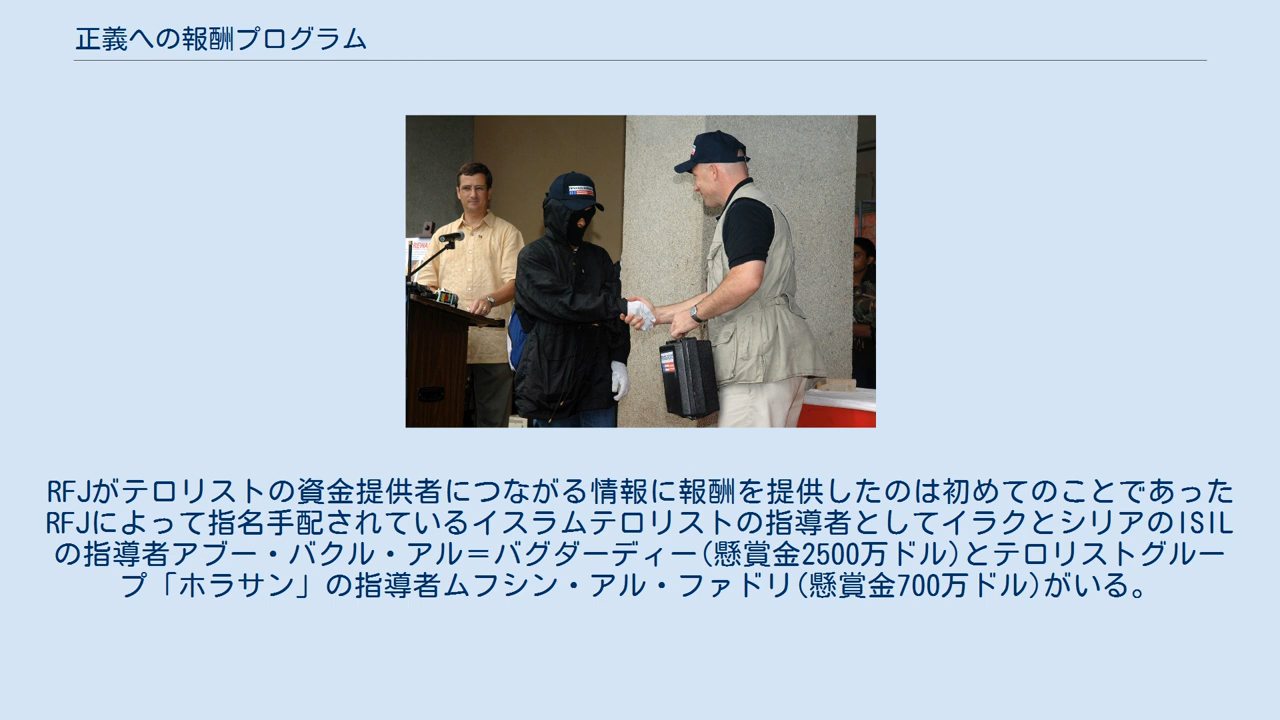 正義への報酬プログラム
RFJがテロリストの資金提供者につながる情報に報酬を提供したのは初めてのことであった
RFJによって指名手配されているイスラムテロリストの指導者としてイラクとシリアのISIL
の指導者アブー・バクル・アル＝バグダーディー(懸賞金2500万ドル)とテロリストグルー
プ「ホラサン」の指導者ムフシン・アル・ファドリ(懸賞金700万ドル)がいる。